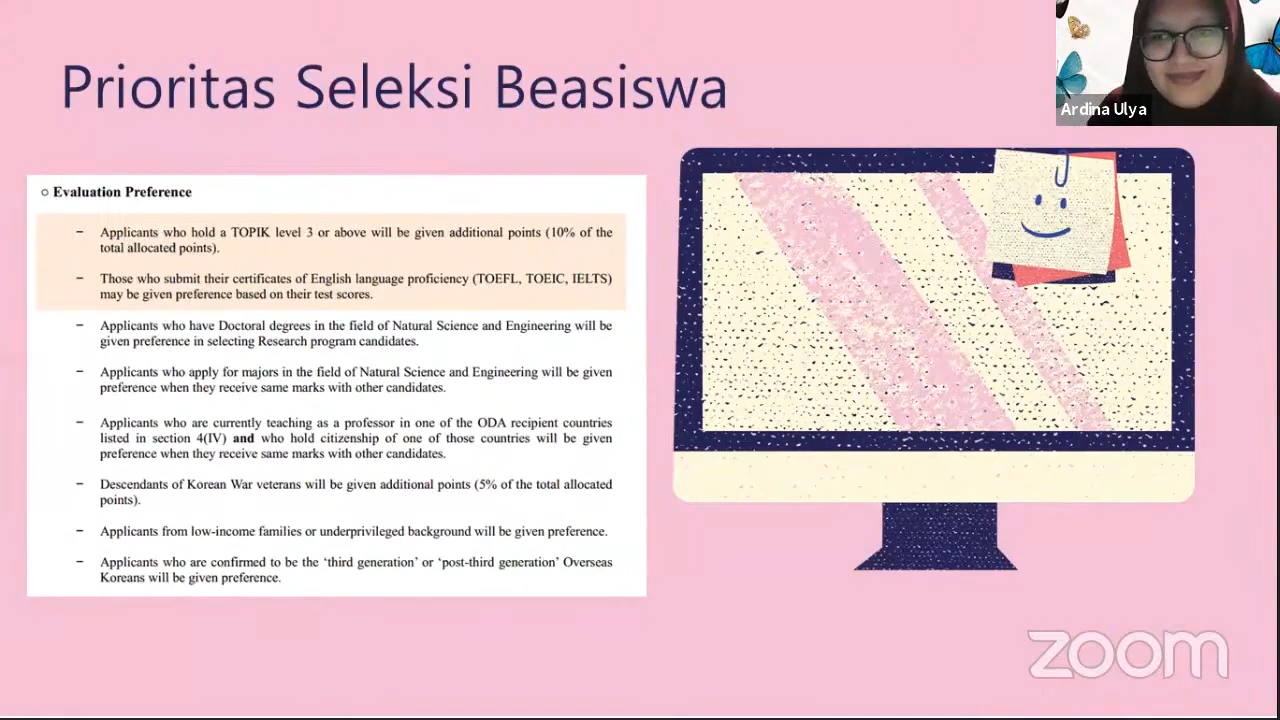 Prioritas Seleksi Beasiswa
Ardina Ulya
○ Evaluation Preference
− Applicants who hold a TOPIK level 3 or above will be given additional points (10% of the
total allocated points).
− Those who submit their certificates of English language proficiency (TOEFL, TOEIC, IELTS)
may be given preference based on their test scores.
− Applicants who have Doctoral degrees in the field of Natural Science and Engineering will be
given preference in selecting Research program candidates.
− Applicants who apply for majors in the field of Natural Science and Engineering will be given
preference when they receive same marks with other candidates.
− Applicants who are currently teaching as a professor in one of the ODA recipient countries
listed in section 4(IV) and who hold citizenship of one of those countries will be given
preference when they receive same marks with other candidates.
− Descendants of Korean War veterans will be given additional points (5% of the total allocated
points).
− Applicants from low-income families or underprivileged background will be given preference.
− Applicants who are confirmed to be the ‘third generation’ or ‘post-third generation’ Overseas
Koreans will be given preference.
zoom